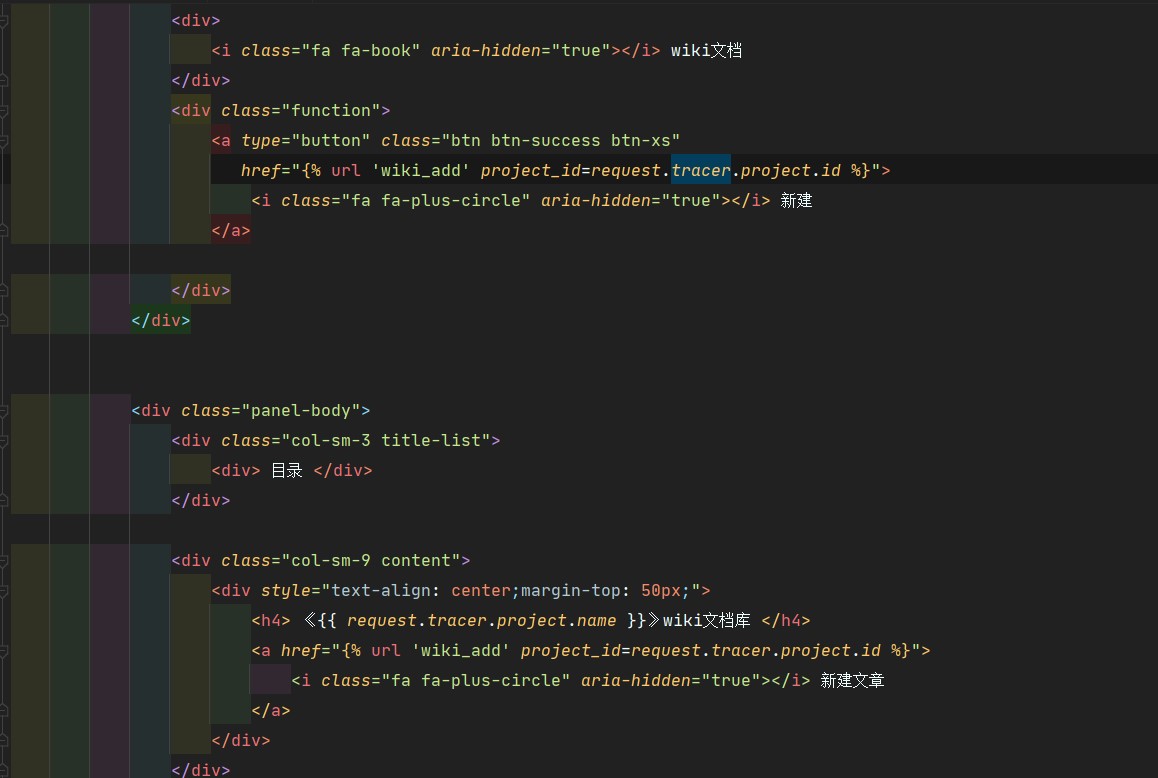 <div>
<i class="fa fa-book" aria-hidden="true"></i> wiki文档
</div>
<div class="function">
<a type="button" class="btn btn-success btn-xs"
href="{% url 'wiki_add' project_id=request.tracer.project.id %}">
<i class="fa fa-plus-circle" aria-hidden="true"></i> 新建
</a>
</div>
</div>
<div class="panel-body">
<div class="col-sm-3 title-list">
<div> 目录 </div>
</div>
<div class="col-sm-9 content">
<div style="text-align: center;margin-top: 50px;">
<h4> 《{{ request.tracer.project.name }}》wiki文档库 </h4>
<a href="{% url 'wiki_add' project_id=request.tracer.project.id %}">
<i class="fa fa-plus-circle" aria-hidden="true"></i> 新建文章
</a>
</div>
</div>